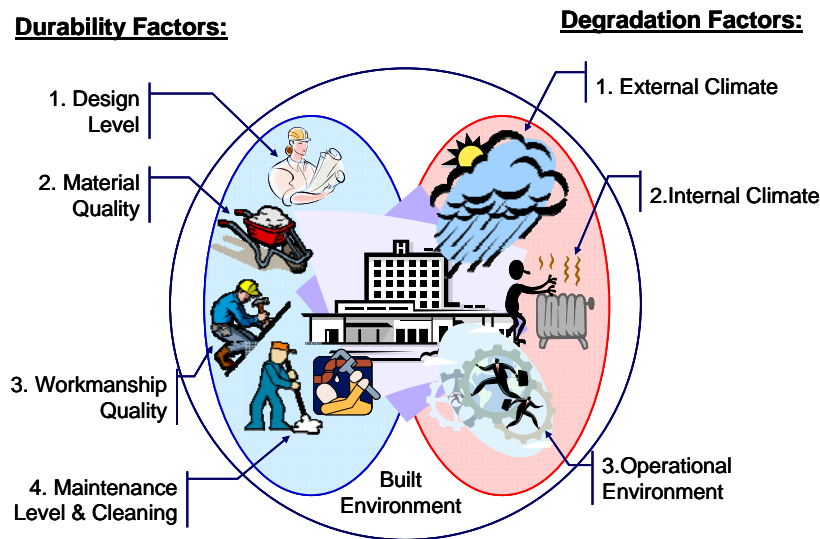 Durability Factors:
Degradation Factors:
1. Design
Level
2. Material
Quality
3. Workmanship
Quality
4. Maintenance
Level & Cleaning
1. External Climate
2.Internal Climate
3.Operational
Environment
H
Built
Environment